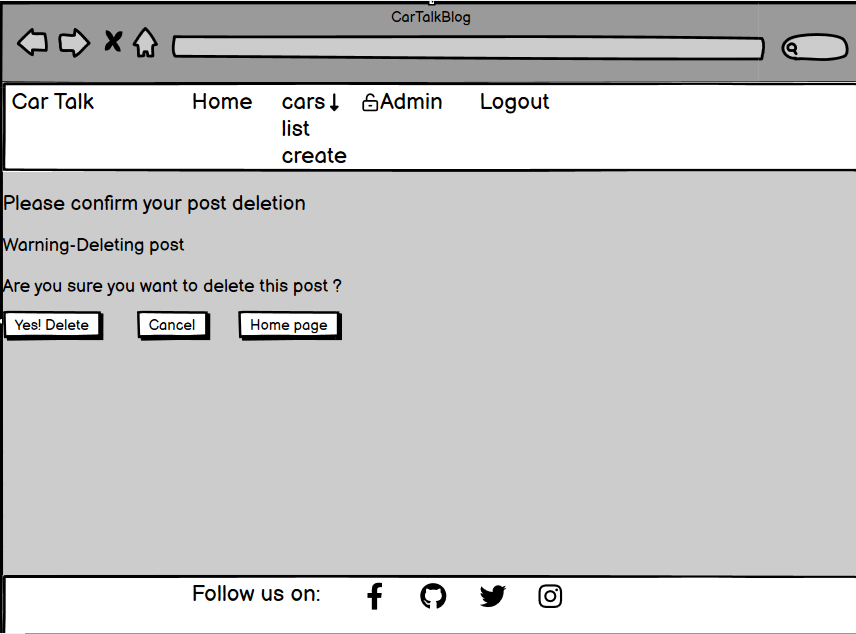 CarTalkBlog
Car Talk Home cars Admin Logout
list
create
Please confirm your post deletion
Warning-Deleting post
Are you sure you want to delete this post ?
Yes! Delete Cancel Home page
Follow us on: